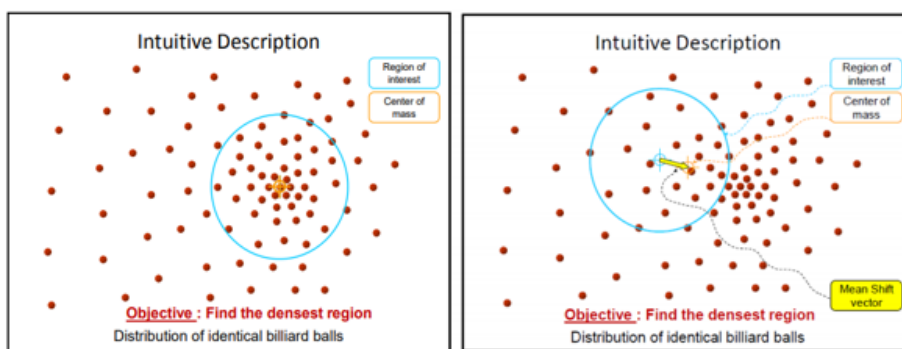 Intuitive Description
Region of
interest
Center of
mass
Objective : Find the densest region
Distribution of identical billiard balls
Intuitive Description
Region of
interest
Center of
mass
Mean Shift
vector
Objective : Find the densest region
Distribution of identical billiard balls